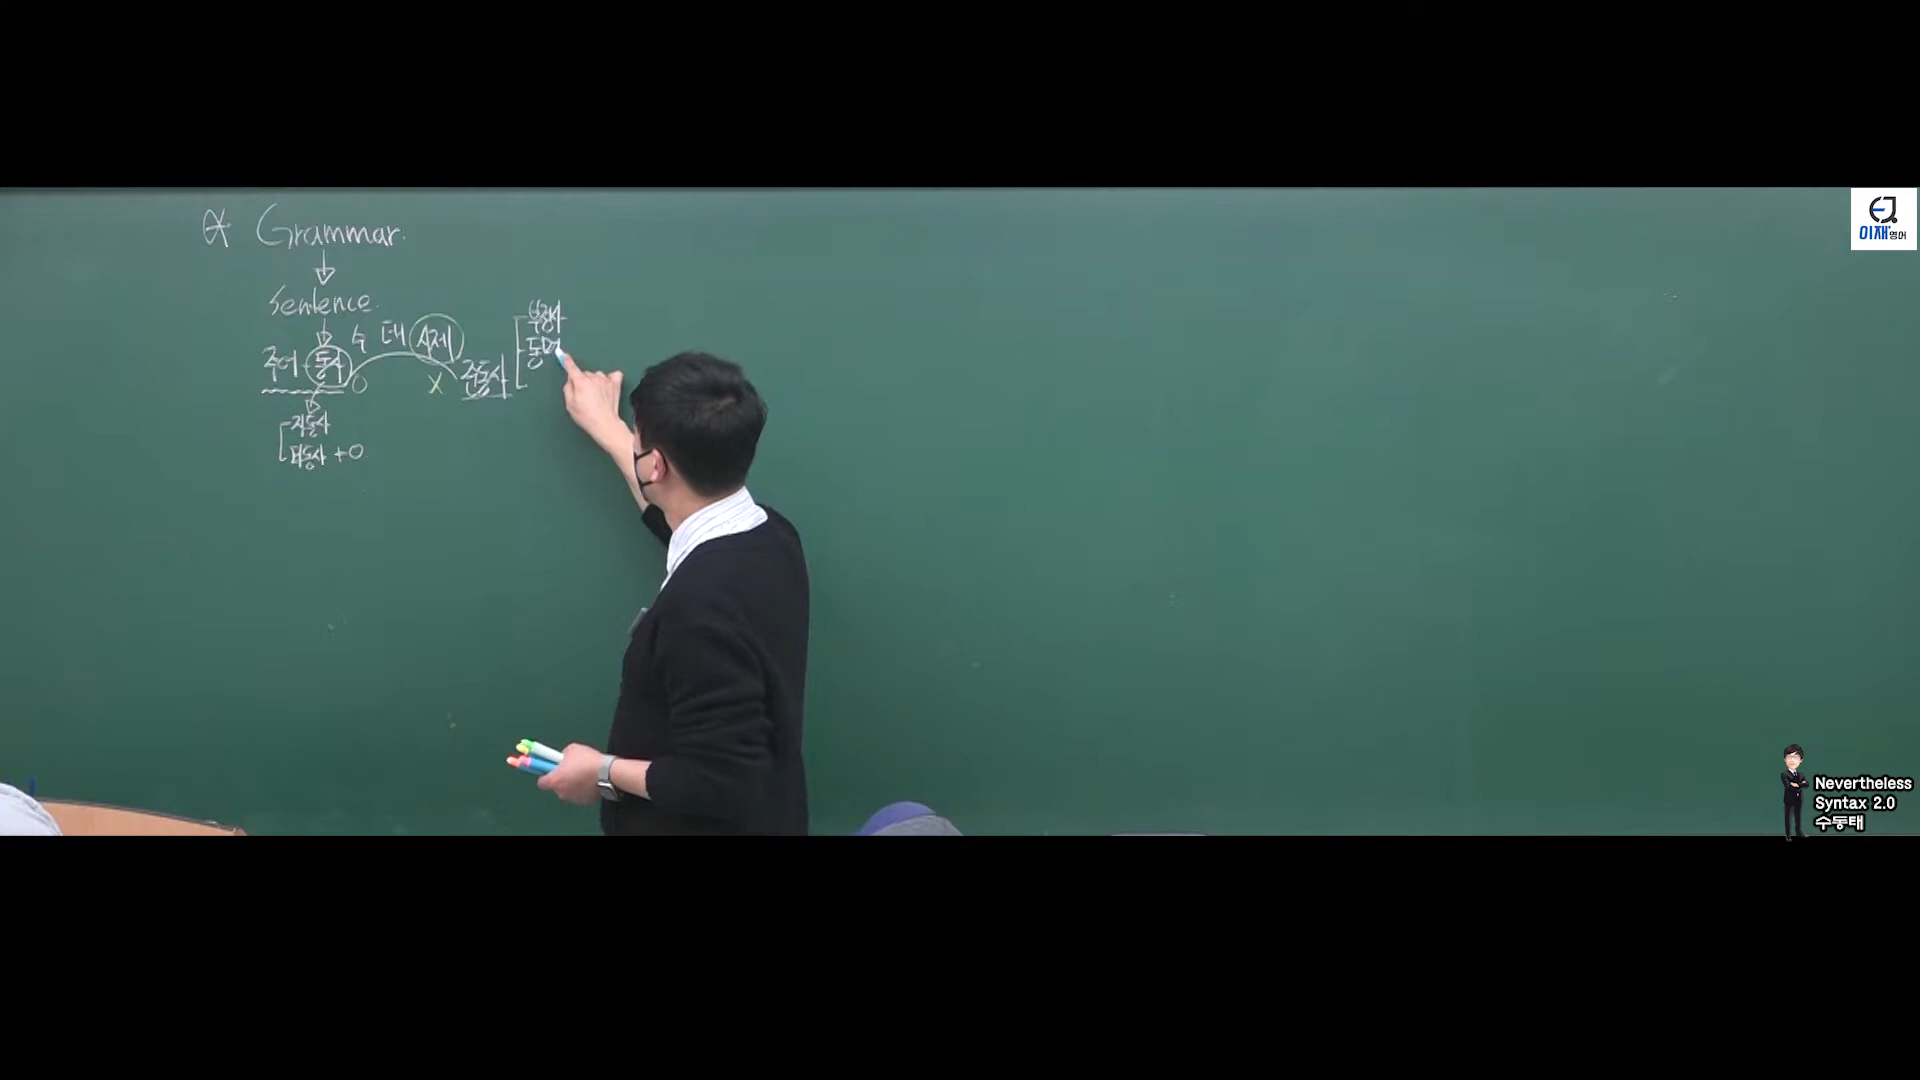 ☆ Grammar.
↓
Sentence.
↓
수 태 시제
주어 동사 O X 준동사
부정사
동명
자동사
타동사 + O
EJ
이재영어
Nevertheless
Syntax 2.0
수동태